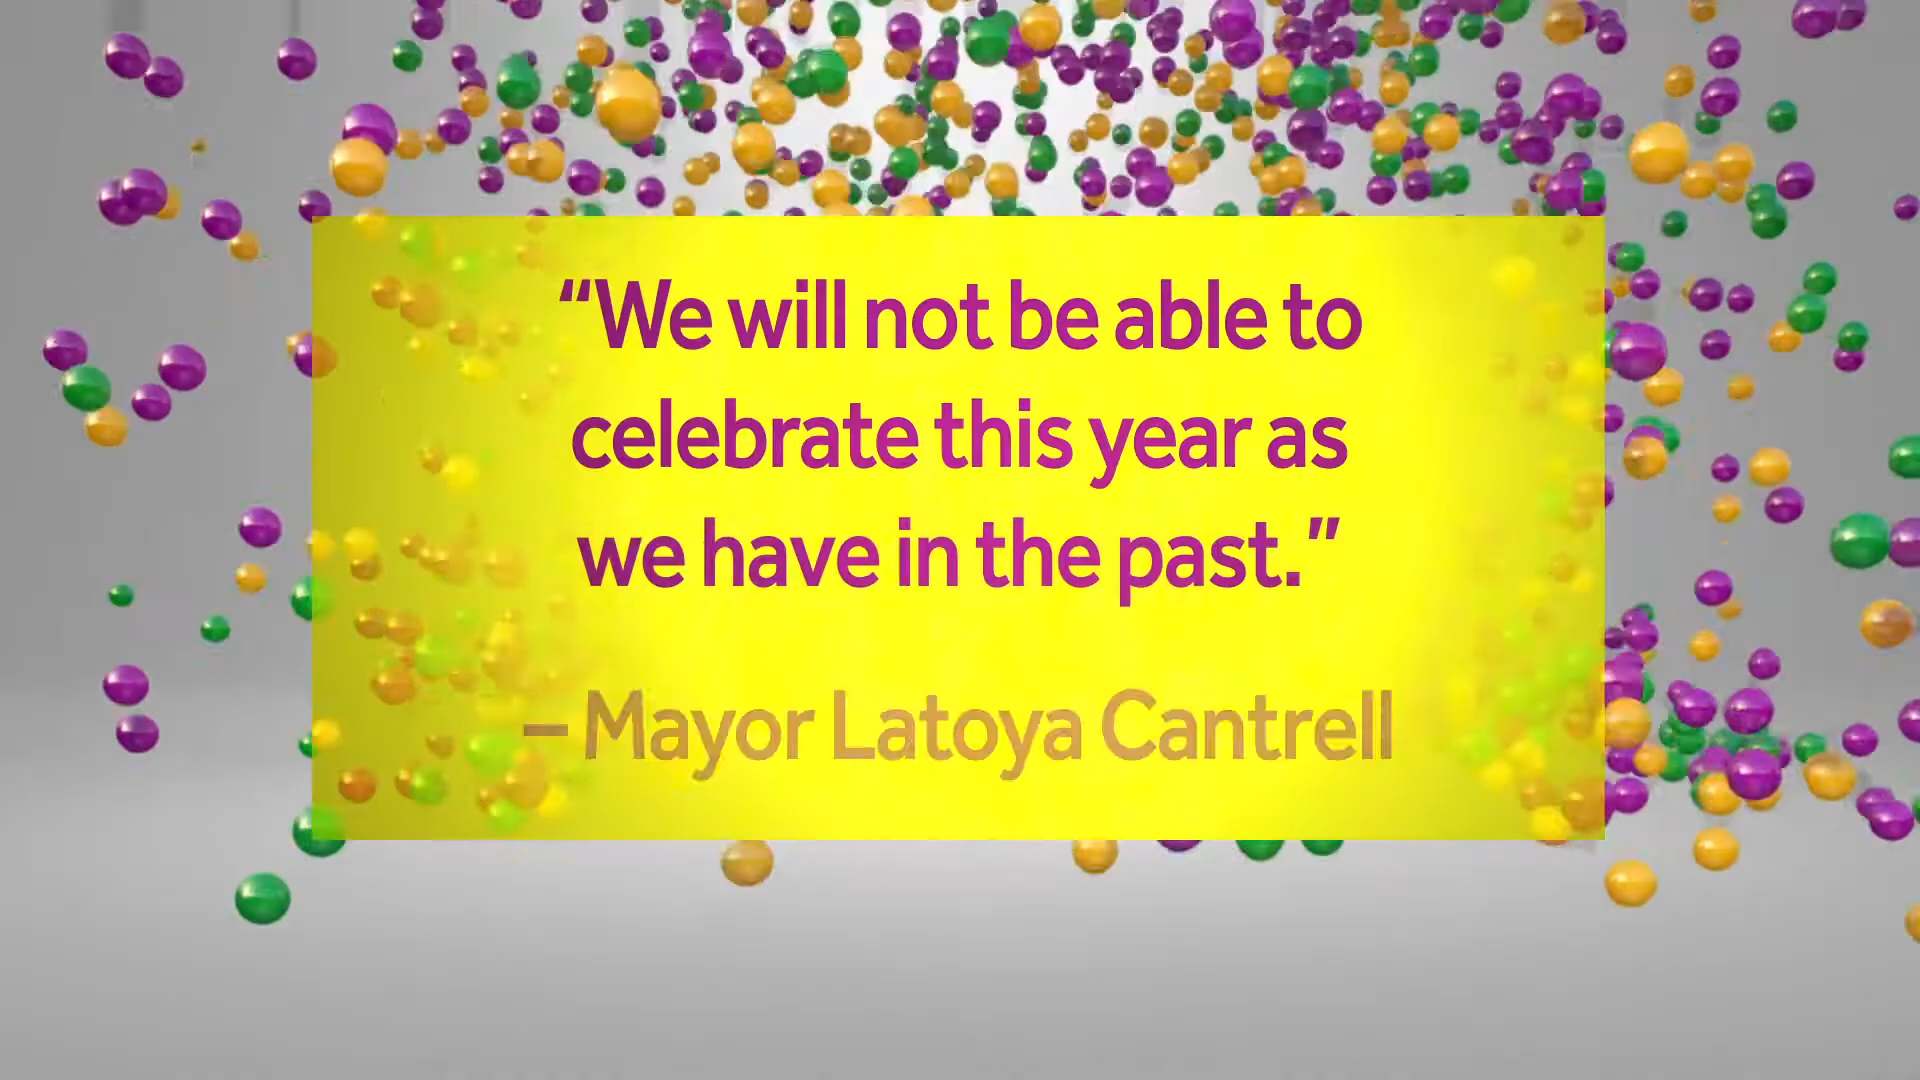 “We will not be able to
celebrate this year as
we have in the past.”
– Mayor Latoya Cantrell